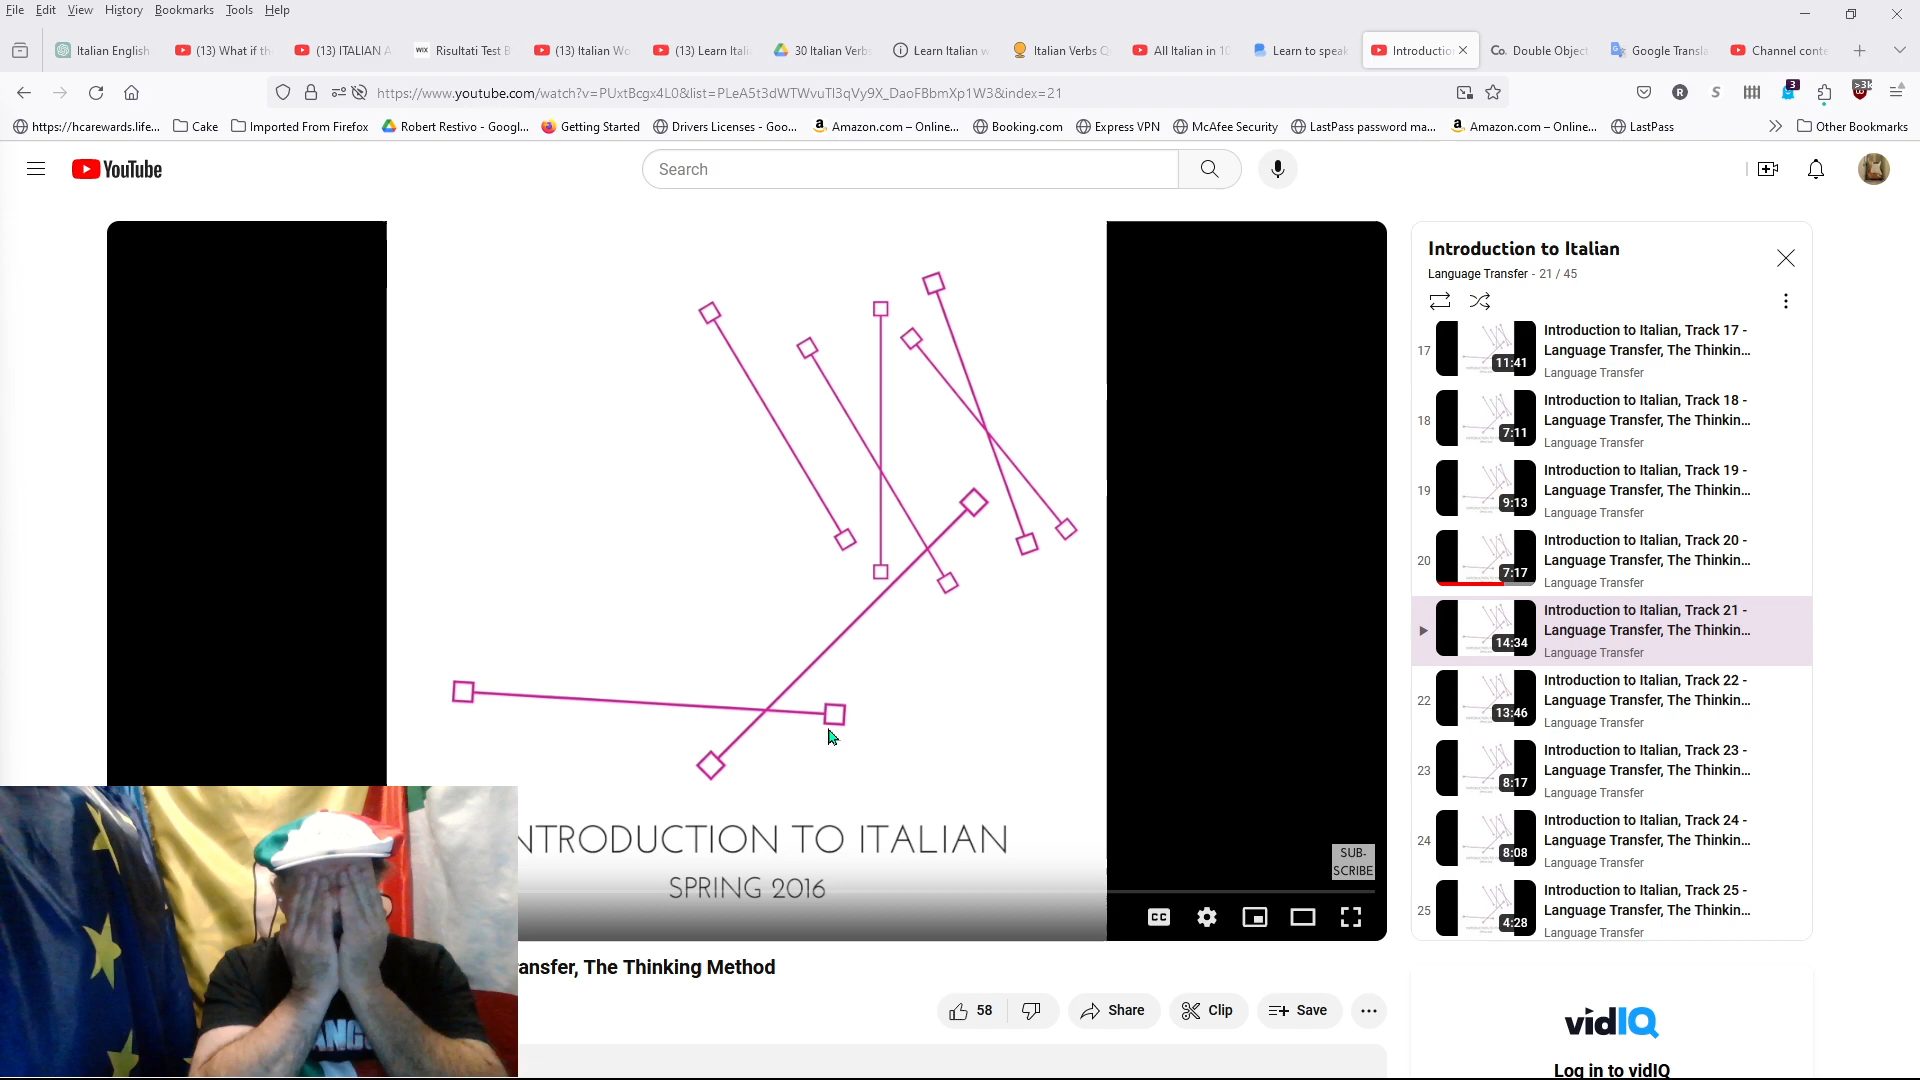 File Edit View History Bookmarks Tools Help
Italian English
(13) What if th
(13) ITALIAN A
WIX Risultati Test B
(13) Italian Wo
(13) Learn Itali
30 Italian Verbs
Learn Italian w
Italian Verbs Q
All Italian in 10
Learn to speak
Introductio
Co. Double Object
Google Transla
Channel conte
https://www.youtube.com/watch?v=PUxtBcgx4L0&list=PLeA5t3dWTWvuTl3qVy9X_DaoFBbmXp1W3&index=21
R
S
3
>3k
https://hcarewards.life...
Cake
Imported From Firefox
Robert Restivo - Googl...
Getting Started
Drivers Licenses - Goo...
Amazon.com – Online...
Booking.com
Express VPN
McAfee Security
LastPass password ma...
Amazon.com – Online...
LastPass
Other Bookmarks
YouTube
Search
NTRODUCTION TO ITALIAN
SPRING 2016
SUB-
SCRIBE
CC
ansfer, The Thinking Method
58
Share
Clip
Save
Introduction to Italian
Language Transfer - 21 / 45
17
11:41
Introduction to Italian, Track 17 -
Language Transfer, The Thinkin...
Language Transfer
18
7:11
Introduction to Italian, Track 18 -
Language Transfer, The Thinkin...
Language Transfer
19
9:13
Introduction to Italian, Track 19 -
Language Transfer, The Thinkin...
Language Transfer
20
7:17
Introduction to Italian, Track 20 -
Language Transfer, The Thinkin...
Language Transfer
14:34
Introduction to Italian, Track 21 -
Language Transfer, The Thinkin...
Language Transfer
22
13:46
Introduction to Italian, Track 22 -
Language Transfer, The Thinkin...
Language Transfer
23
8:17
Introduction to Italian, Track 23 -
Language Transfer, The Thinkin...
Language Transfer
24
8:08
Introduction to Italian, Track 24 -
Language Transfer, The Thinkin...
Language Transfer
25
4:28
Introduction to Italian, Track 25 -
Language Transfer, The Thinkin...
Language Transfer
vidIQ
Log in to vidIQ